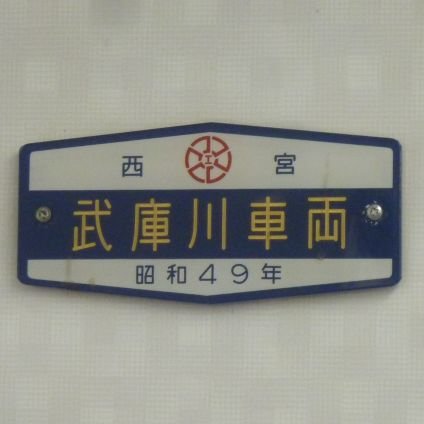 西 宮
武庫川車両
昭和49年